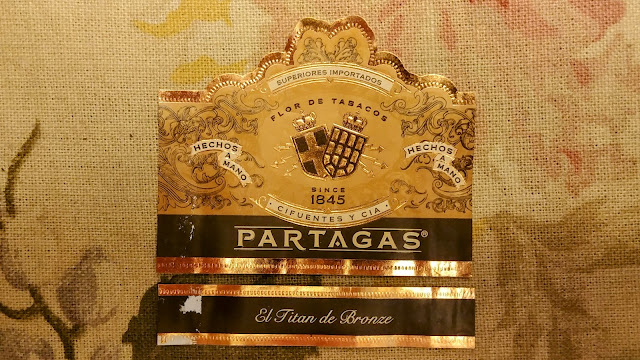 SUPERIORES IMPORTADOS
FLOR DE TABACOS
HECHOS
A
MANO
HECHOS
A
MANO
SINCE
1845
CIFUENTES Y CIA
PARTAGAS®
El Titan de Bronze